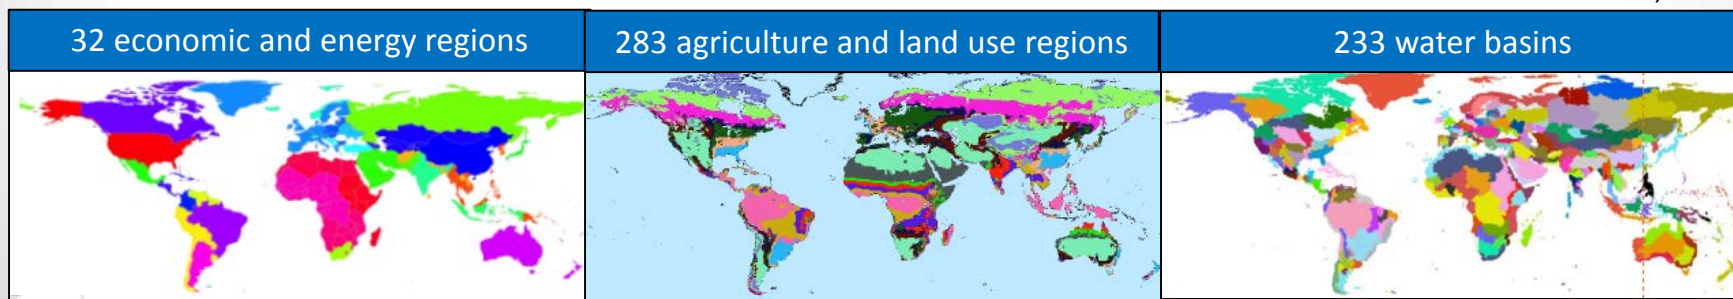 32 economic and energy regions
283 agriculture and land use regions
233 water basins